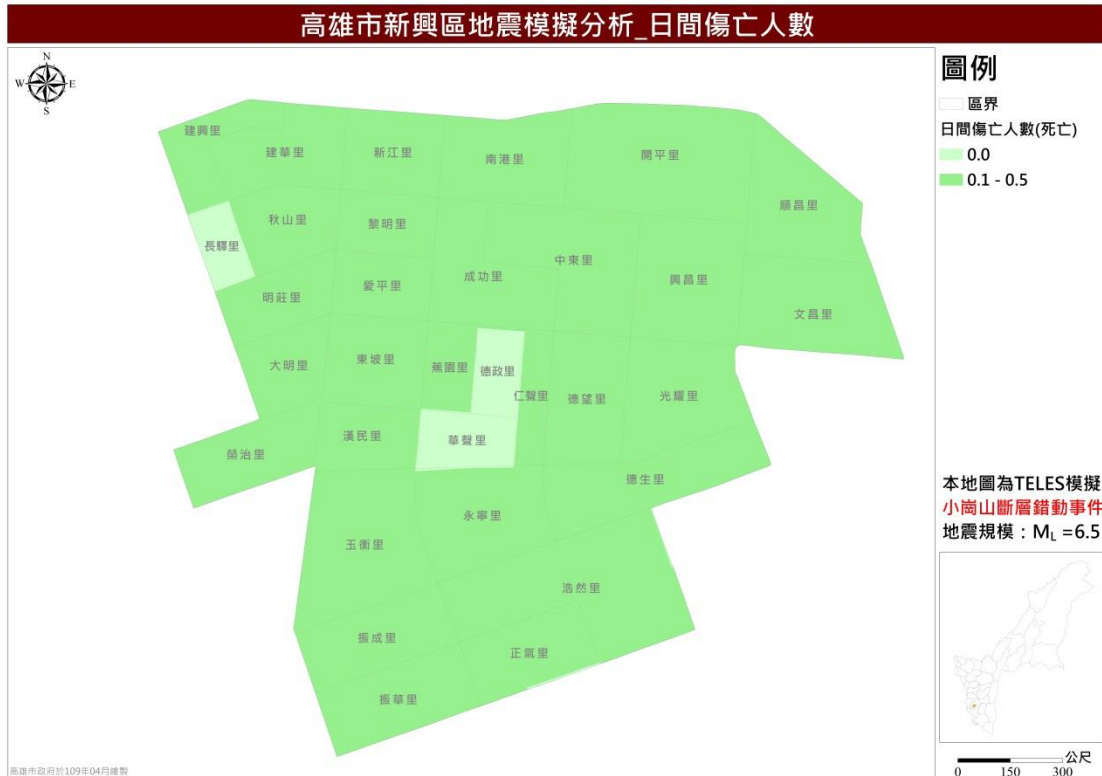 高雄市新興區地震模擬分析_日間傷亡人數
N
W E
S
圖例
區界
日間傷亡人數(死亡)
0.0
0.1 - 0.5
建興里
建華里
新江里
南港里
開平里
順昌里
秋山里
黎明里
長驛里
中東里
成功里
興昌里
明莊里
愛平里
文昌里
大明里
東坡里
蕉園里
德政里
仁聲里
德望里
光耀里
漢民里
華聲里
榮治里
德生里
永寧里
玉衡里
浩然里
振成里
正氣里
振華里
本地圖為TELES模擬
小崗山斷層錯動事件
地震規模：ML =6.5
公尺
0 150 300
高雄市政府於109年04月繪製